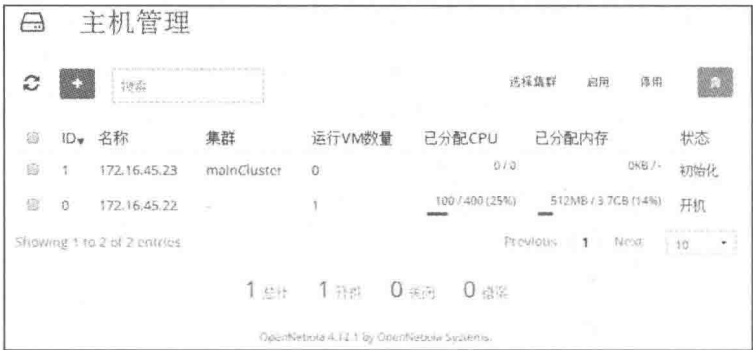 主机管理
搜索 选择集群 启用 停用
ID 名称 集群 运行VM数量 已分配CPU 已分配内存 状态
1 172.16.45.23 mainCluster 0 0 / 0 0KB / - 初始化
0 172.16.45.22 - 1 100 / 400 (25%) 512MB / 3.7GB (14%) 开机
Showing 1 to 2 of 2 entries Previous 1 Next 10
1 总计 1 开机 0 关闭 0 错误
OpenNebula 4.12.1 by OpenNebula Systems.